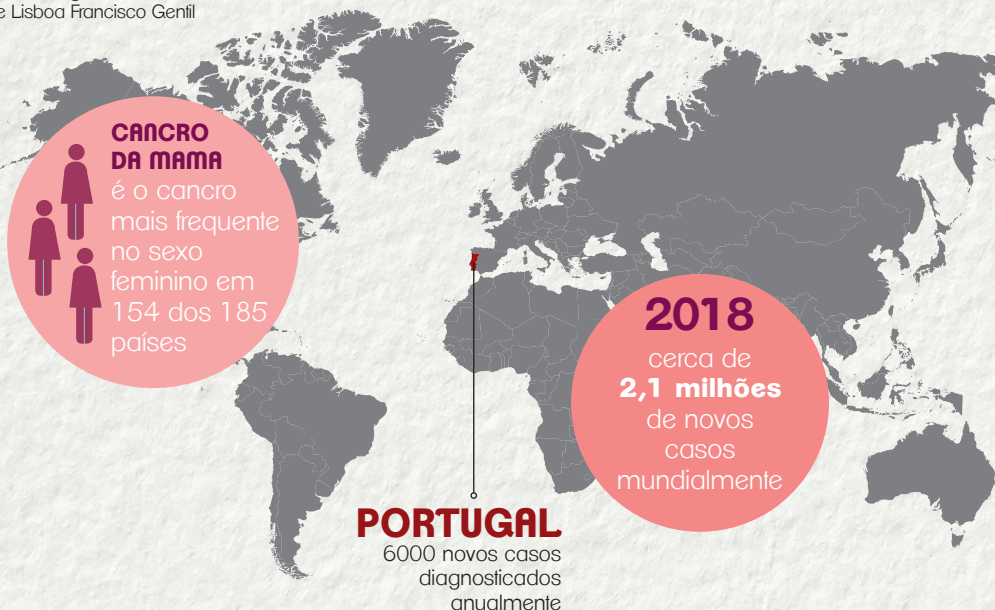 e Lisboa Francisco Gentil
CANCRO
DA MAMA
é o cancro
mais frequente
no sexo
feminino em
154 dos 185
países
2018
cerca de
2,1 milhões
de novos
casos
mundialmente
PORTUGAL
6000 novos casos
diagnosticados
anualmente